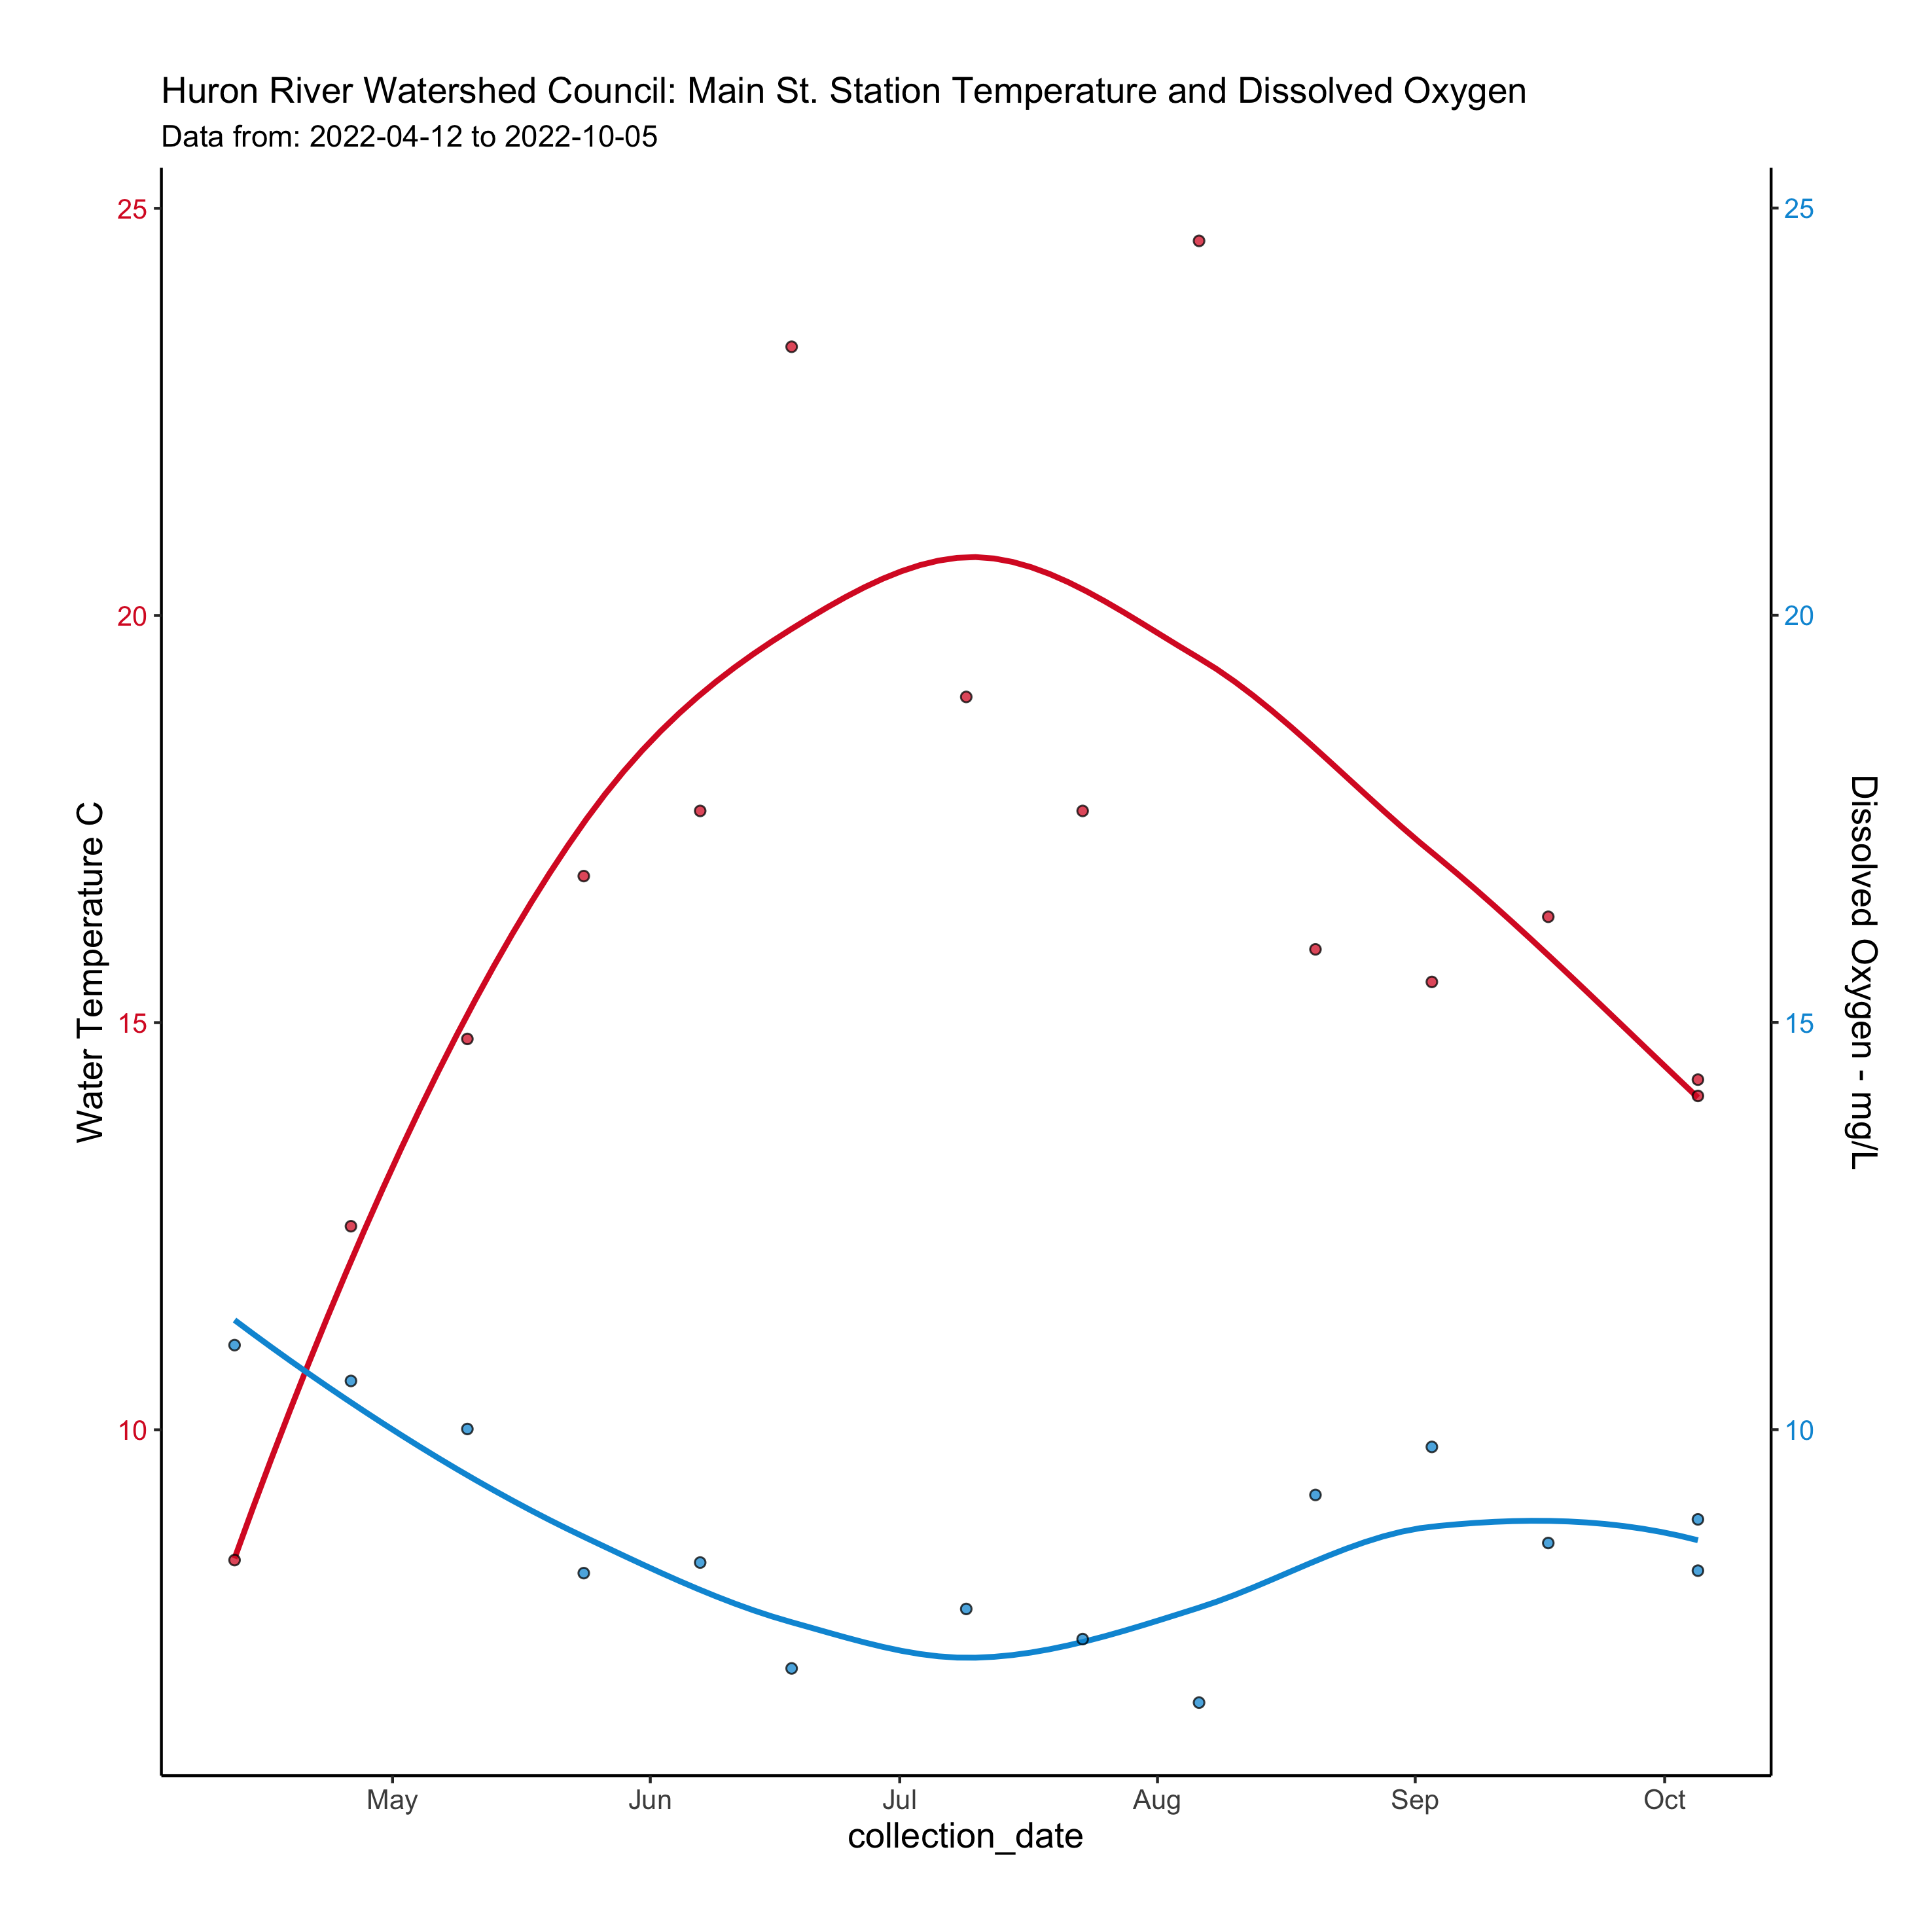 Huron River Watershed Council: Main St. Station Temperature and Dissolved Oxygen
Data from: 2022-04-12 to 2022-10-05
25
20
15
10
Water Temperature C
25
20
15
10
Dissolved Oxygen - mg/L
May Jun Jul Aug Sep Oct
collection_date